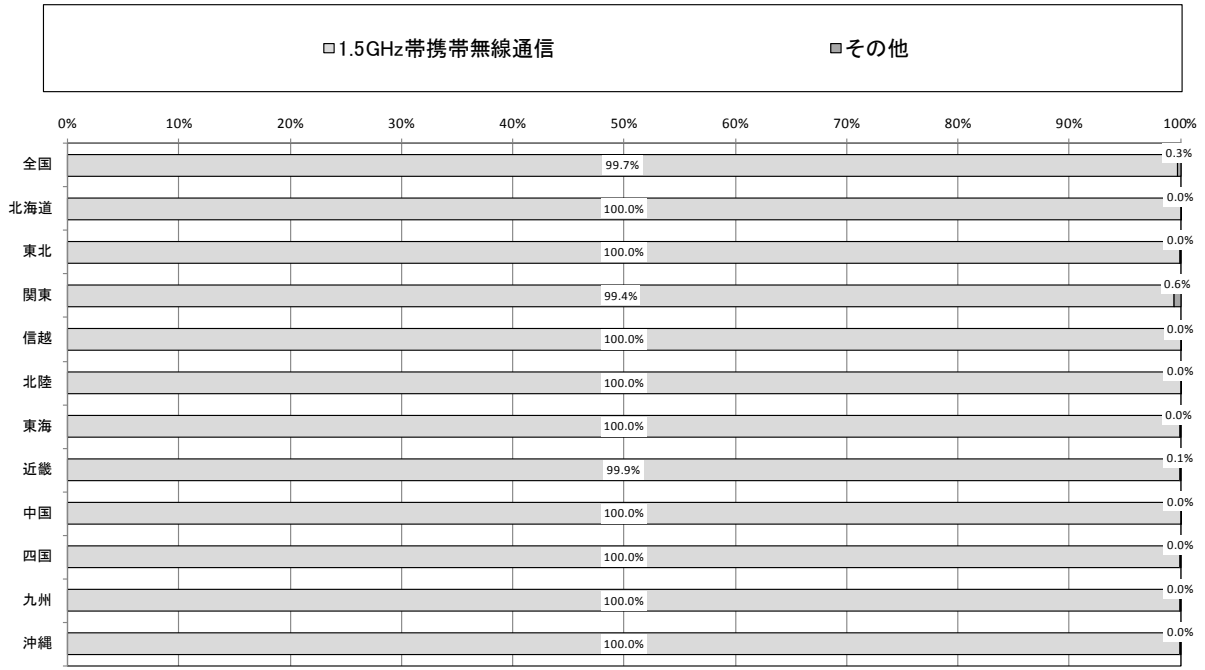 □1.5GHz帯携帯無線通信 ■その他
0% 10% 20% 30% 40% 50% 60% 70% 80% 90% 100%
全国 99.7% 0.3%
北海道 100.0% 0.0%
東北 100.0% 0.0%
関東 99.4% 0.6%
信越 100.0% 0.0%
北陸 100.0% 0.0%
東海 100.0% 0.0%
近畿 99.9% 0.1%
中国 100.0% 0.0%
四国 100.0% 0.0%
九州 100.0% 0.0%
沖縄 100.0% 0.0%